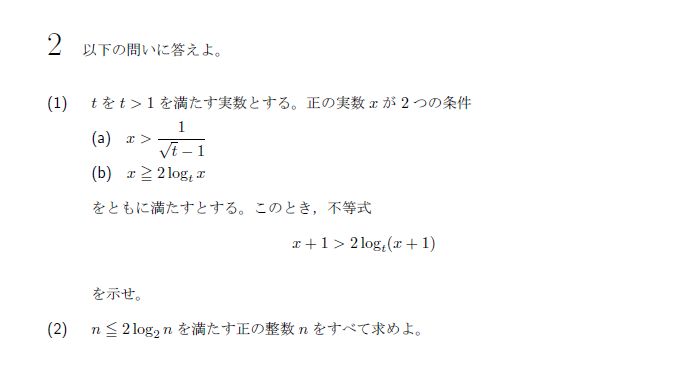 2 以下の問いに答えよ。
(1) t を t > 1 を満たす実数とする。正の実数 x が 2 つの条件
(a) x > \frac{1}{\sqrt{t} - 1}
(b) x ≧ 2 log_t x
をともに満たすとする。このとき，不等式
x + 1 > 2 log_t(x + 1)
を示せ。
(2) n ≦ 2 log_2 n を満たす正の整数 n をすべて求めよ。